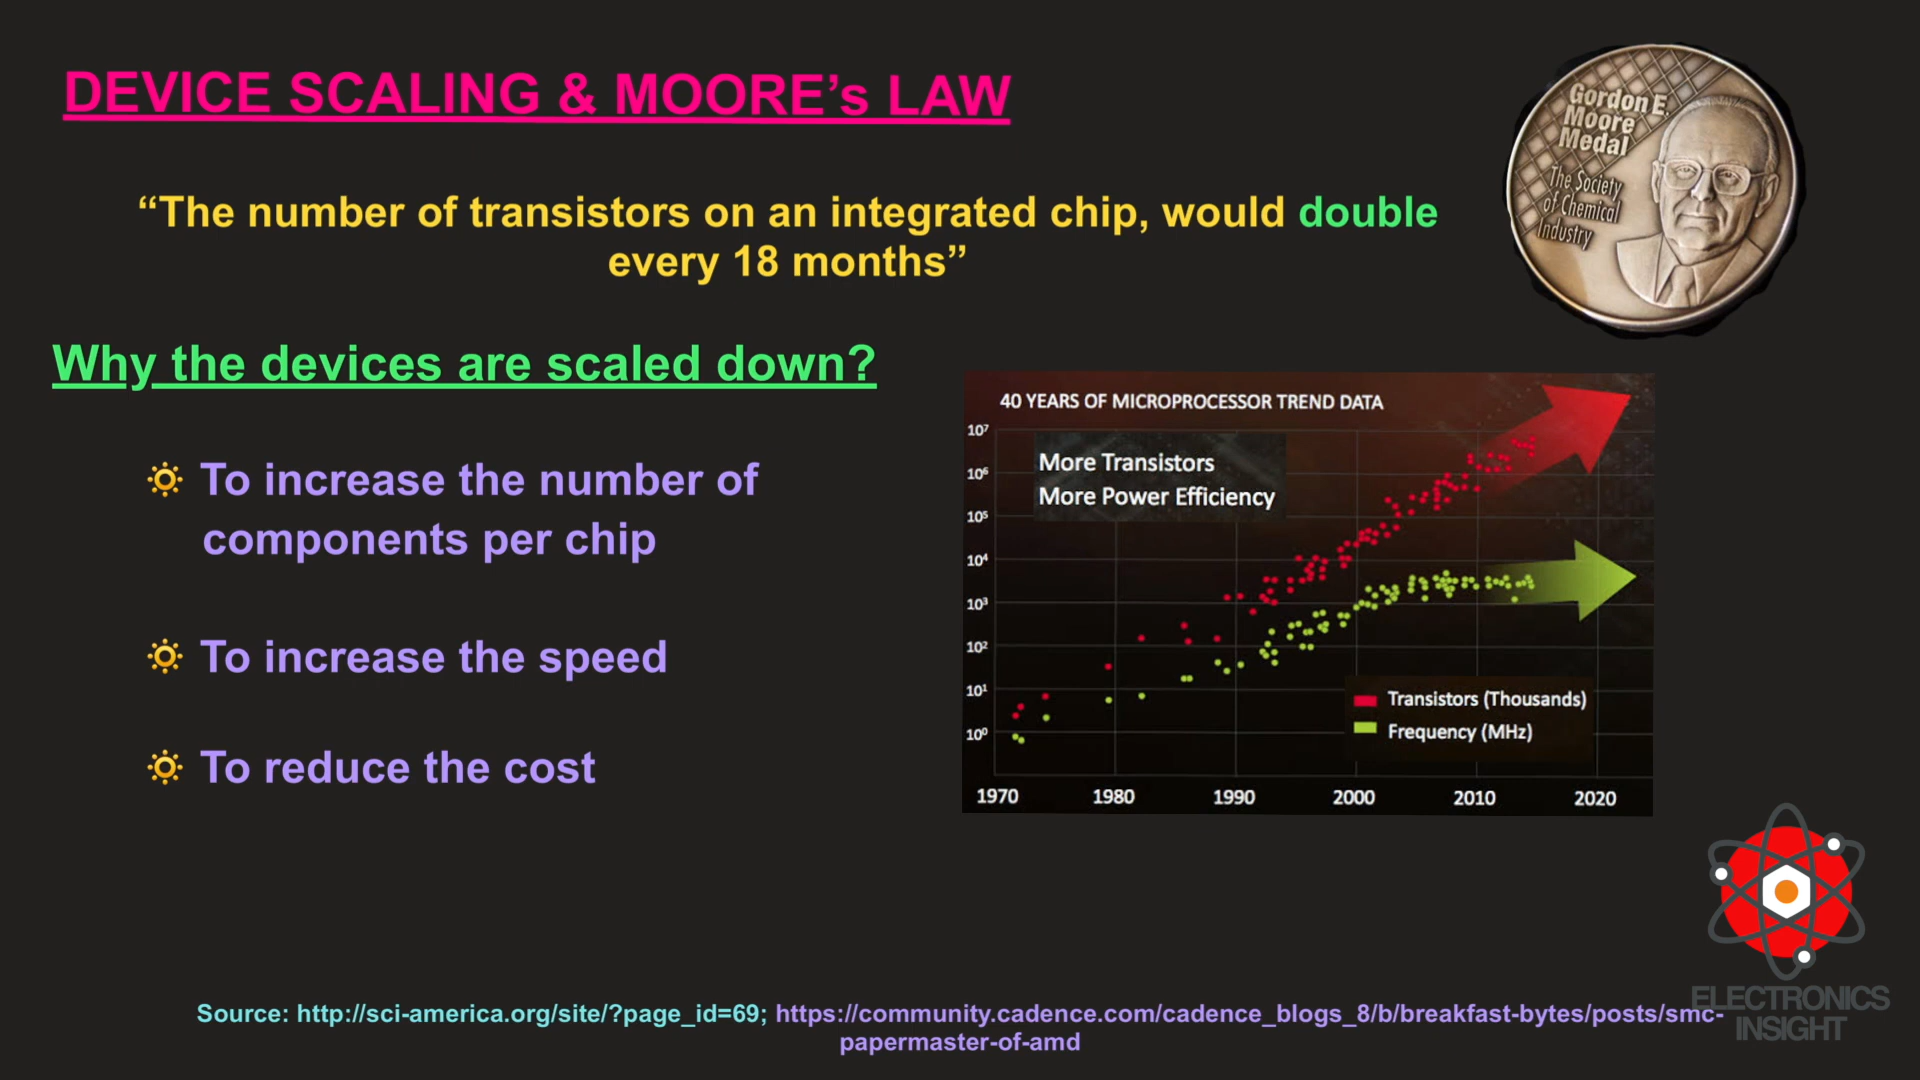 DEVICE SCALING & MOORE’s LAW
Gordon E.
Moore
Medal
The Society
of Chemical
Industry
“The number of transistors on an integrated chip, would double
every 18 months”
Why the devices are scaled down?
To increase the number of
components per chip
To increase the speed
To reduce the cost
40 YEARS OF MICROPROCESSOR TREND DATA
More Transistors
More Power Efficiency
10⁷
10⁶
10⁵
10⁴
10³
10²
10¹
10⁰
Transistors (Thousands)
Frequency (MHz)
1970 1980 1990 2000 2010 2020
Source: http://sci-america.org/site/?page_id=69; https://community.cadence.com/cadence_blogs_8/b/breakfast-bytes/posts/smc-
papermaster-of-amd
ELECTRONICS
INSIGHT